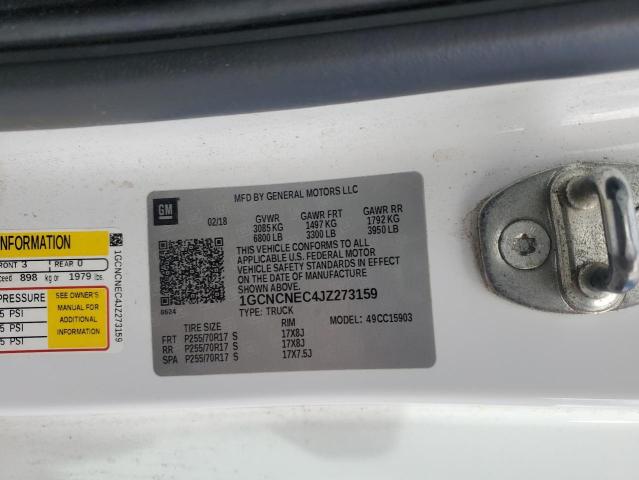 MFD BY GENERAL MOTORS LLC
GM
02/18 GVWR GAWR FRT GAWR RR
3085 KG 1497 KG 1792 KG
6800 LB 3300 LB 3950 LB
THIS VEHICLE CONFORMS TO ALL
APPLICABLE U.S. FEDERAL MOTOR
VEHICLE SAFETY STANDARDS IN
EFFECT ON THE DATE OF MANUFACTURE
SHOWN ABOVE.
1GCNCNEC4JZ273159
TYPE: TRUCK MODEL: 49CC15903
TIRE SIZE RIM
FRT P255/70R17 S 17X8J
RR P255/70R17 S 17X8J
SPA P255/70R17 S 17X7.5J
INFORMATION
FRONT 3 REAR 0
898 kg or 1979 lbs.
PRESSURE SEE OWNER'S
MANUAL FOR
ADDITIONAL
INFORMATION
5 PSI
5 PSI
5 PSI
1GCNCNEC4JZ273159